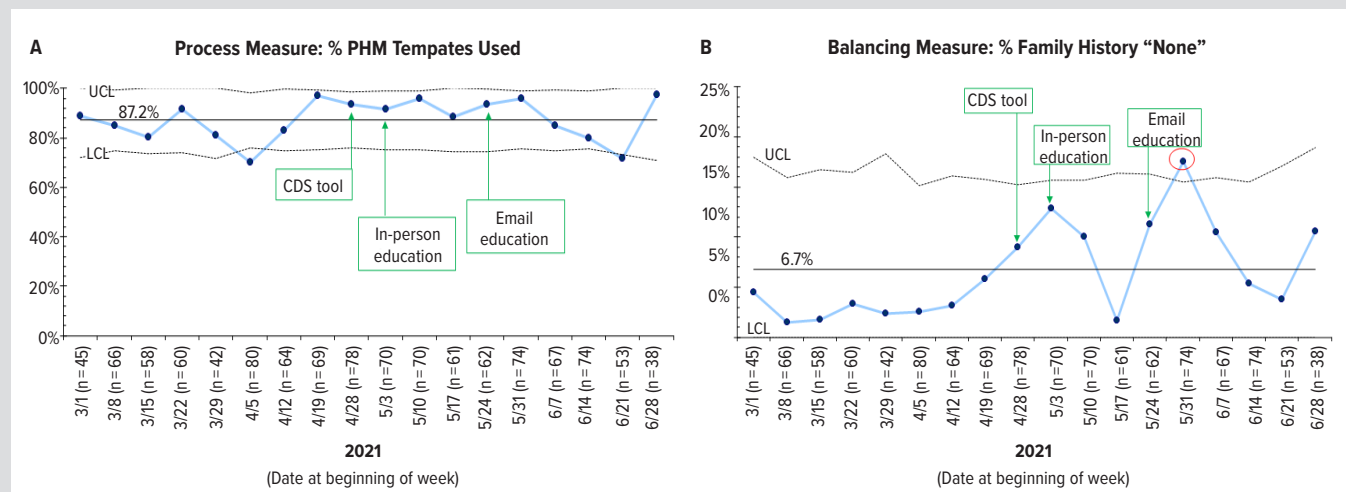 A
Process Measure: % PHM Tempates Used
100%
80%
60%
40%
20%
0%
UCL
87.2%
LCL
CDS tool
In-person
education
Email
education
3/1 (n = 45)
3/8 (n = 66)
3/15 (n = 58)
3/22 (n = 60)
3/29 (n = 42)
4/5 (n = 80)
4/12 (n = 64)
4/19 (n = 69)
4/28 (n =78)
5/3 (n = 70)
5/10 (n = 70)
5/17 (n = 61)
5/24 (n = 62)
5/31 (n = 74)
6/7 (n = 67)
6/14 (n = 74)
6/21 (n = 53)
6/28 (n = 38)
2021
(Date at beginning of week)
B
Balancing Measure: % Family History “None”
25%
20%
15%
10%
5%
0%
UCL
6.7%
LCL
CDS tool
In-person
education
Email
education
3/1 (n = 45)
3/8 (n = 66)
3/15 (n = 58)
3/22 (n = 60)
3/29 (n = 42)
4/5 (n = 80)
4/12 (n = 64)
4/19 (n = 69)
4/28 (n =78)
5/3 (n = 70)
5/10 (n = 70)
5/17 (n = 61)
5/24 (n = 62)
5/31 (n = 74)
6/7 (n = 67)
6/14 (n = 74)
6/21 (n = 53)
6/28 (n = 38)
2021
(Date at beginning of week)